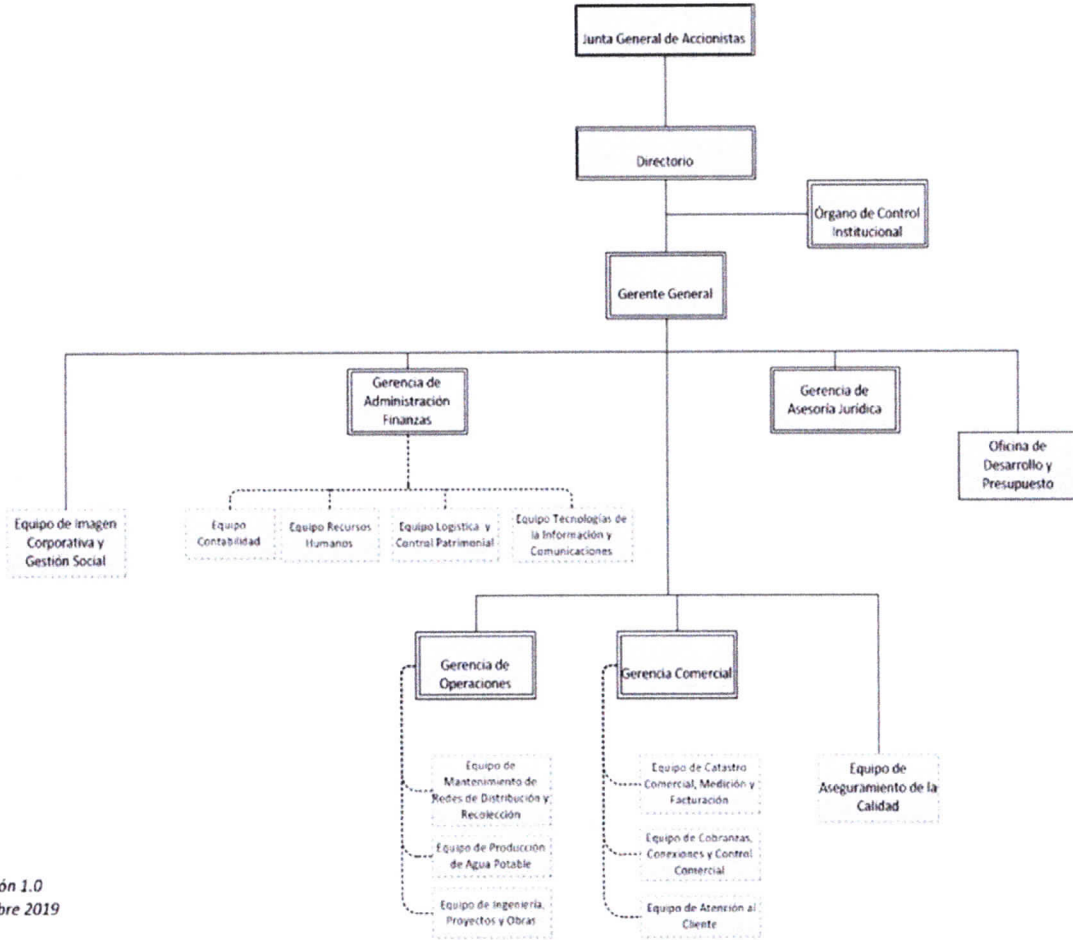 Junta General de Accionistas
Directorio
Órgano de Control
Institucional
Gerente General
Gerencia de
Administración
Finanzas
Gerencia de
Asesoría Jurídica
Oficina de
Desarrollo y
Presupuesto
Equipo de Imagen
Corporativa y
Gestión Social
Equipo
Contabilidad
Equipo Recursos
Humanos
Equipo Logística y
Control Patrimonial
Equipo Tecnologías de
la Información y
Comunicaciones
Gerencia de
Operaciones
Gerencia Comercial
Equipo de
Mantenimiento de
Redes de Distribución y
Recolección
Equipo de Producción
de Agua Potable
Equipo de Ingeniería,
Proyectos y Obras
Equipo de Catastro
Comercial, Medición y
Facturación
Equipo de Cobranzas,
Conexiones y Control
Comercial
Equipo de Atención al
Cliente
Equipo de
Aseguramiento de la
Calidad
ón 1.0
bre 2019